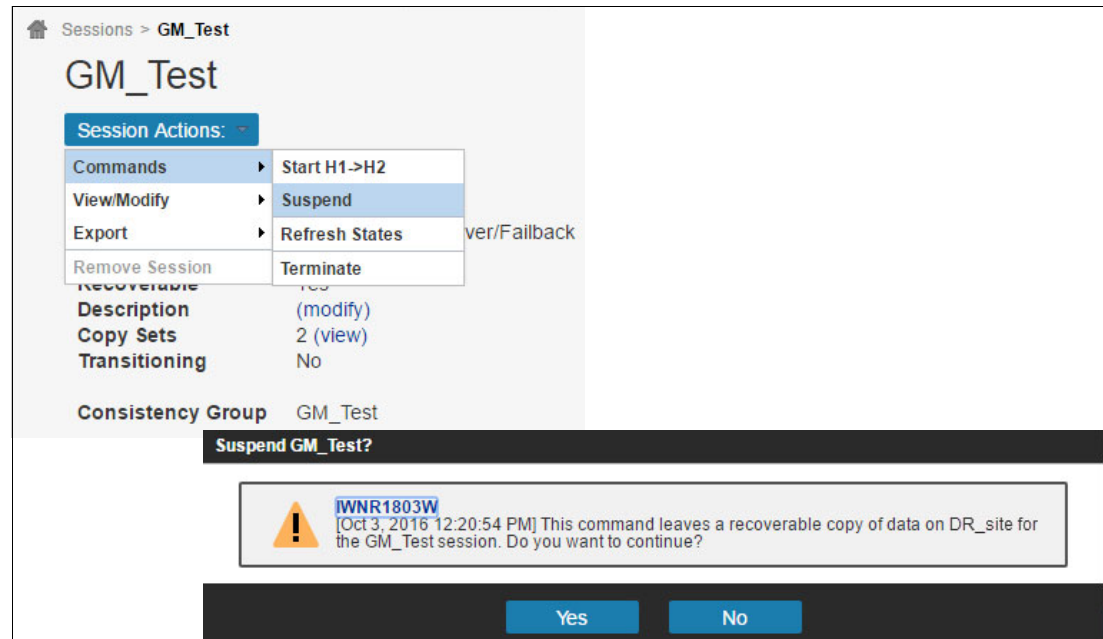 Sessions > GM_Test
GM_Test
Session Actions:
Commands
Start H1->H2
View/Modify
Suspend
Export
Refresh States
ver/Failback
Remove Session
Terminate
Recoverable Yes
Description (modify)
Copy Sets 2 (view)
Transitioning No
Consistency Group GM_Test
Suspend GM_Test?
IWNR1803W
[Oct 3, 2016 12:20:54 PM] This command leaves a recoverable copy of data on DR_site for
the GM_Test session. Do you want to continue?
Yes No